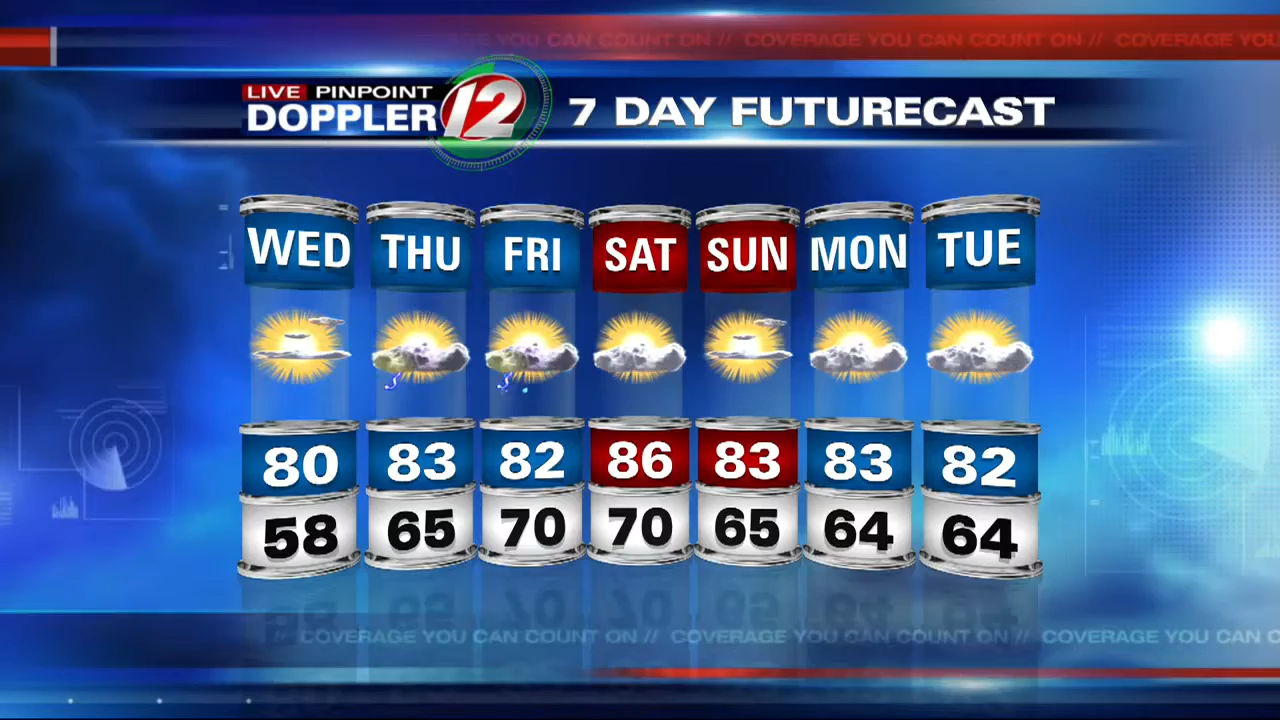 YOU CAN COUNT ON // COVERAGE YOU CAN COUNT ON // COVERAGE YOU
LIVE PINPOINT
DOPPLER 12
7 DAY FUTURECAST
WED THU FRI SAT SUN MON TUE
80 83 82 86 83 83 82
58 65 70 70 65 64 64
// COVERAGE YOU CAN COUNT ON // COVERAGE YOU CAN COUNT ON // COVERAGE YOU CAN C